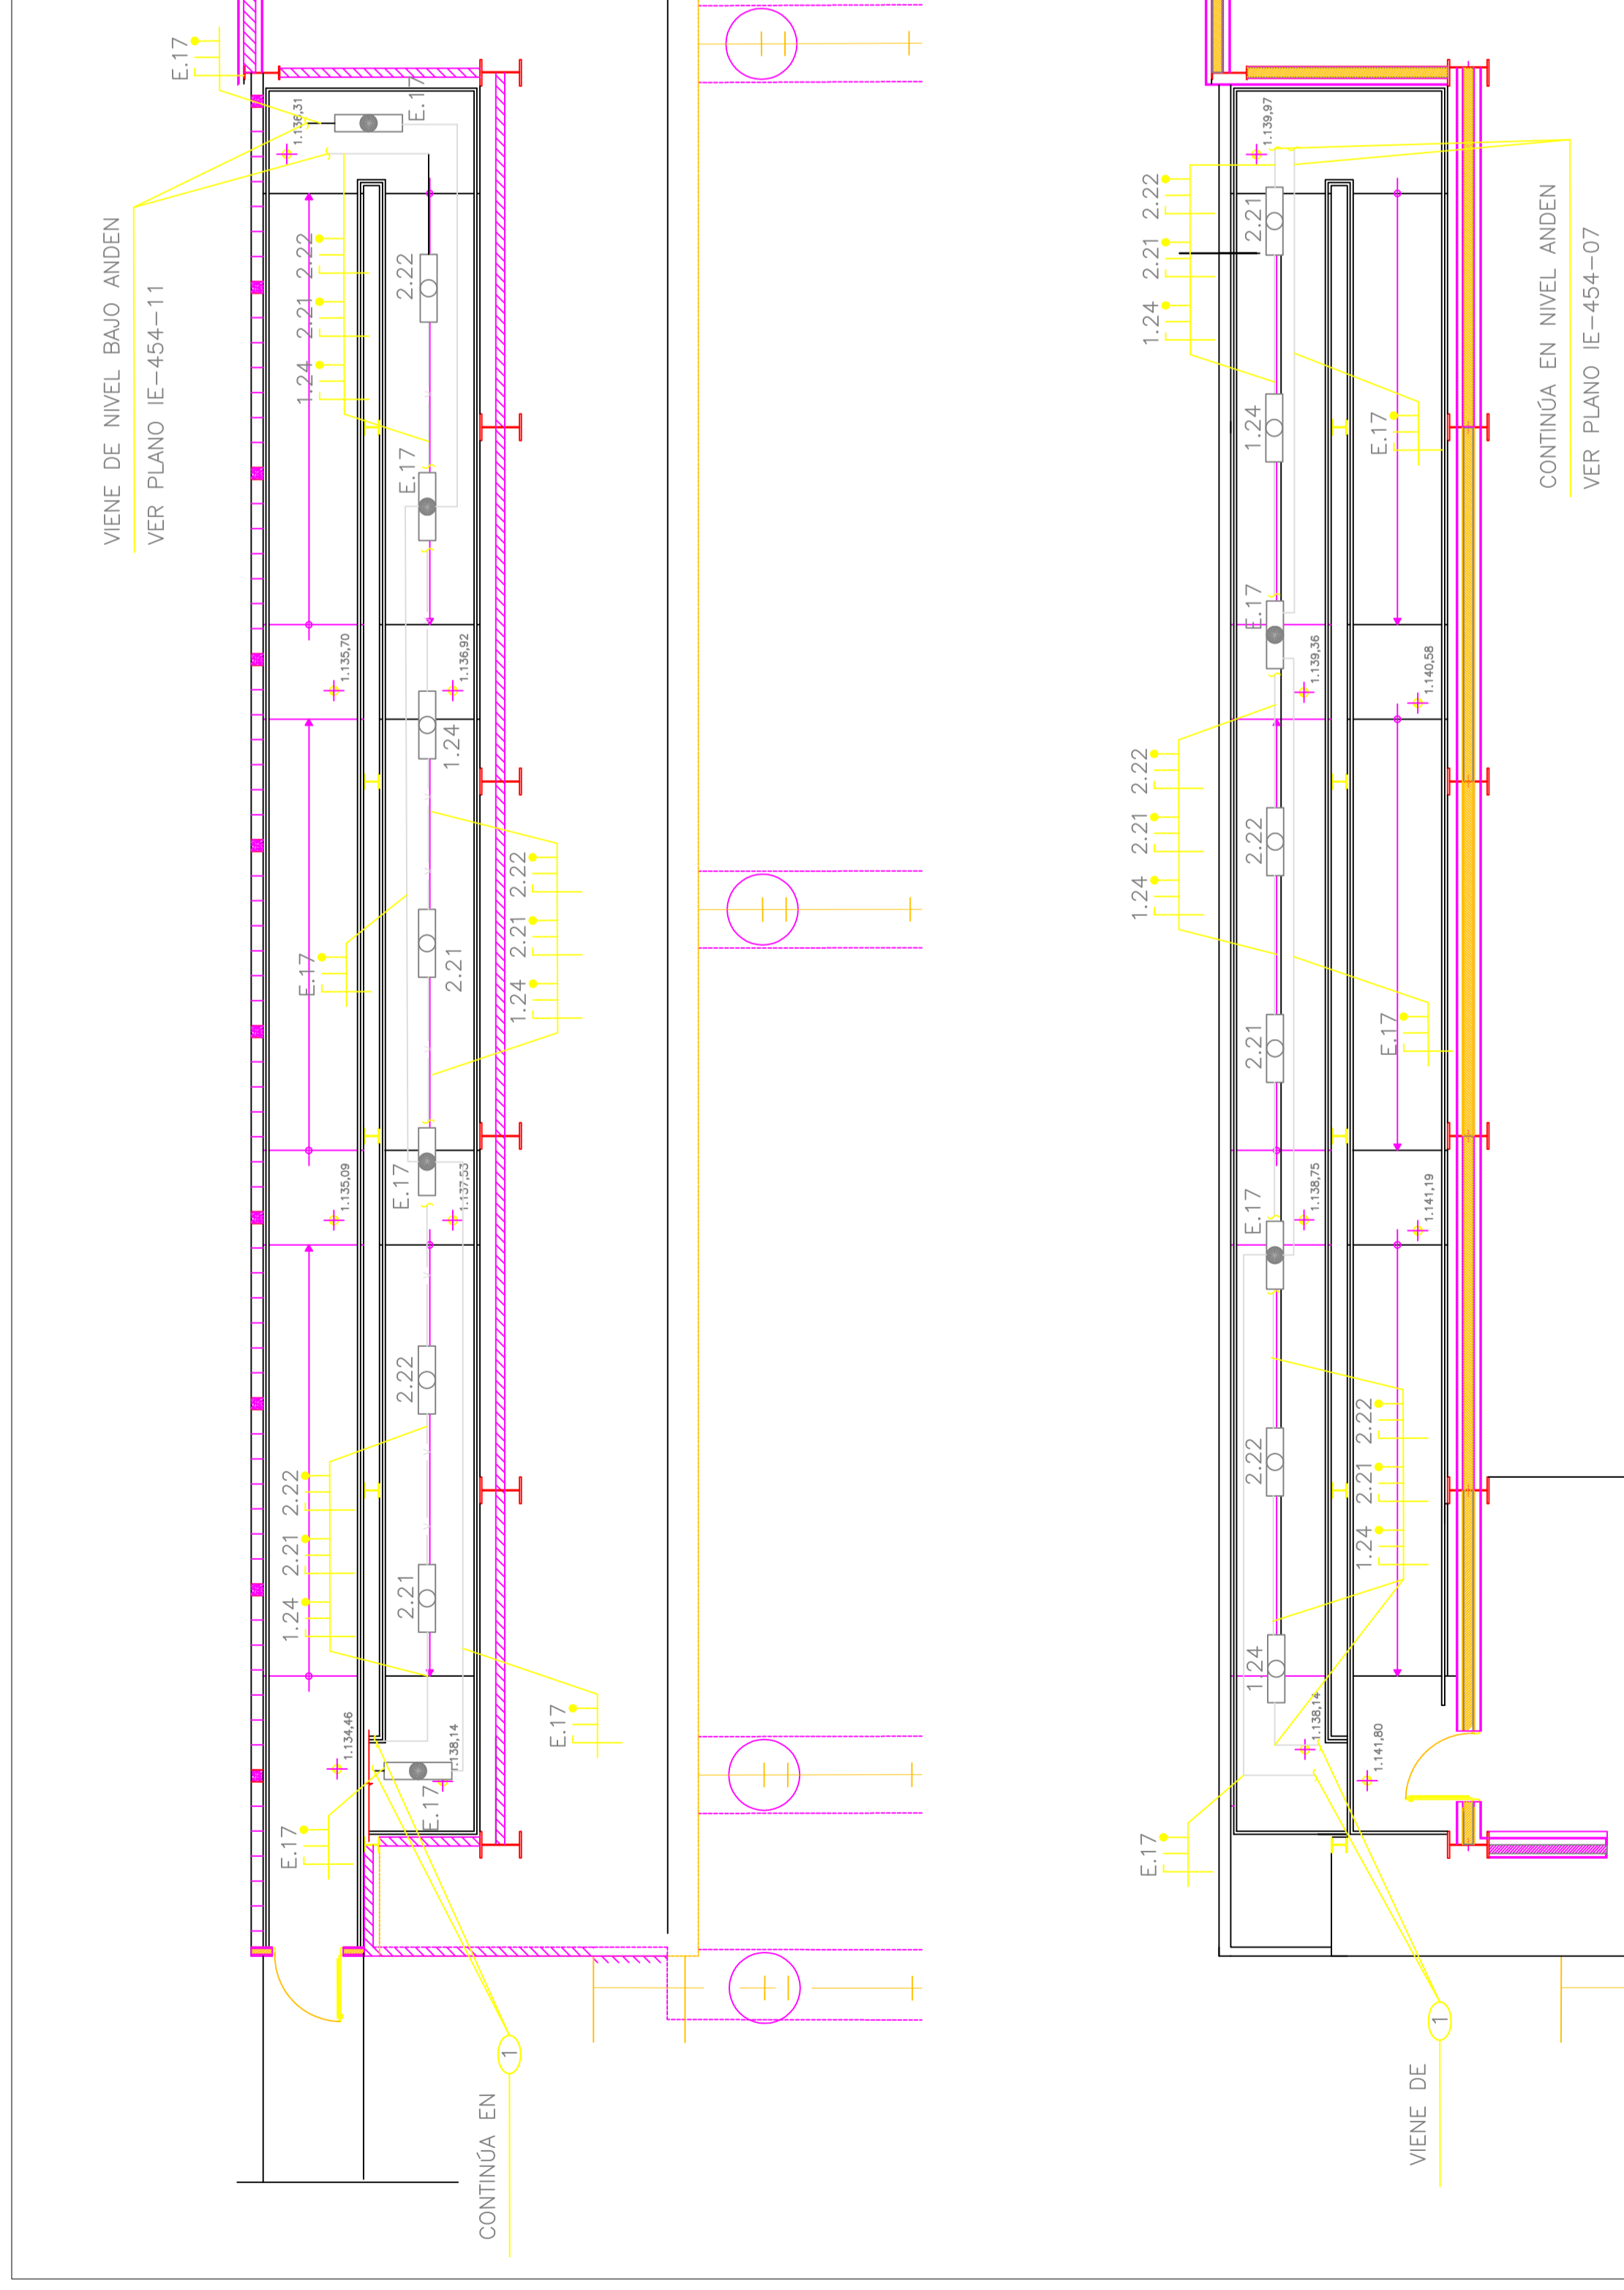 VIENE DE NIVEL BAJO ANDEN
VER PLANO IE-454-11
E.17
1.136,31
E.17
2.22
2.21
1.24
2.22
E.17
1.135,70
1.136,92
1.24
2.22
2.21
1.24
E.17
2.21
E.17
1.135,09
1.137,53
2.22
2.22
2.21
1.24
2.21
E.17
1.134,46
1.138,14
E.17
E.17
1
CONTINÚA EN
1.139,97
2.22
2.21
1.24
2.21
1.24
E.17
CONTINÚA EN NIVEL ANDEN
VER PLANO IE-454-07
E.17
1.139,36
1.140,58
2.22
2.21
1.24
2.22
2.21
E.17
E.17
1.138,75
1.141,19
2.22
2.22
2.21
1.24
1.24
1.138,14
1.141,80
E.17
1
VIENE DE